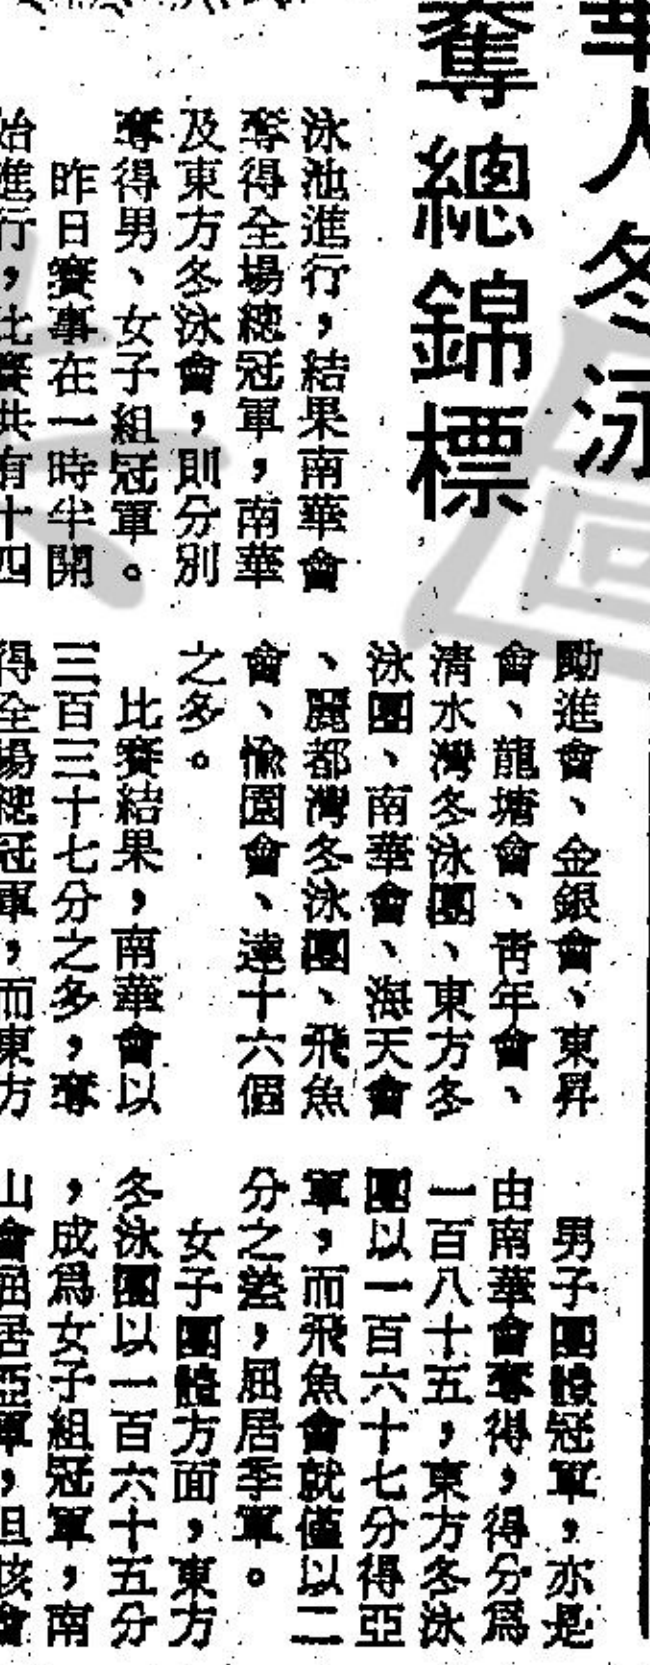 華人冬泳
奪總錦標
泳池進行，結果南華會
奪得全場總冠軍，南華
及東方冬泳會，則分別
奪得男、女子組冠軍。
昨日賽事在一時半開
始進行，比賽共有十四
勵進會、金銀會、東昇
會、龍塘會、青年會、
清水灣冬泳團、東方冬
泳團、南華會、海天會
、麗都灣冬泳團、飛魚
會、愉園會、達十六個
之多。
比賽結果，南華會以
三百三十七分之多，奪
得全場總冠軍，而東方
男子團體冠軍，亦是
由南華會奪得，得分爲
一百八十五，東方冬泳
團以一百六十七分得亞
軍，而飛魚會就僅以二
分之差，屈居季軍。
女子團體方面，東方
冬泳團以一百六十五分
，成爲女子組冠軍，南
山會屈居亞軍，但該會